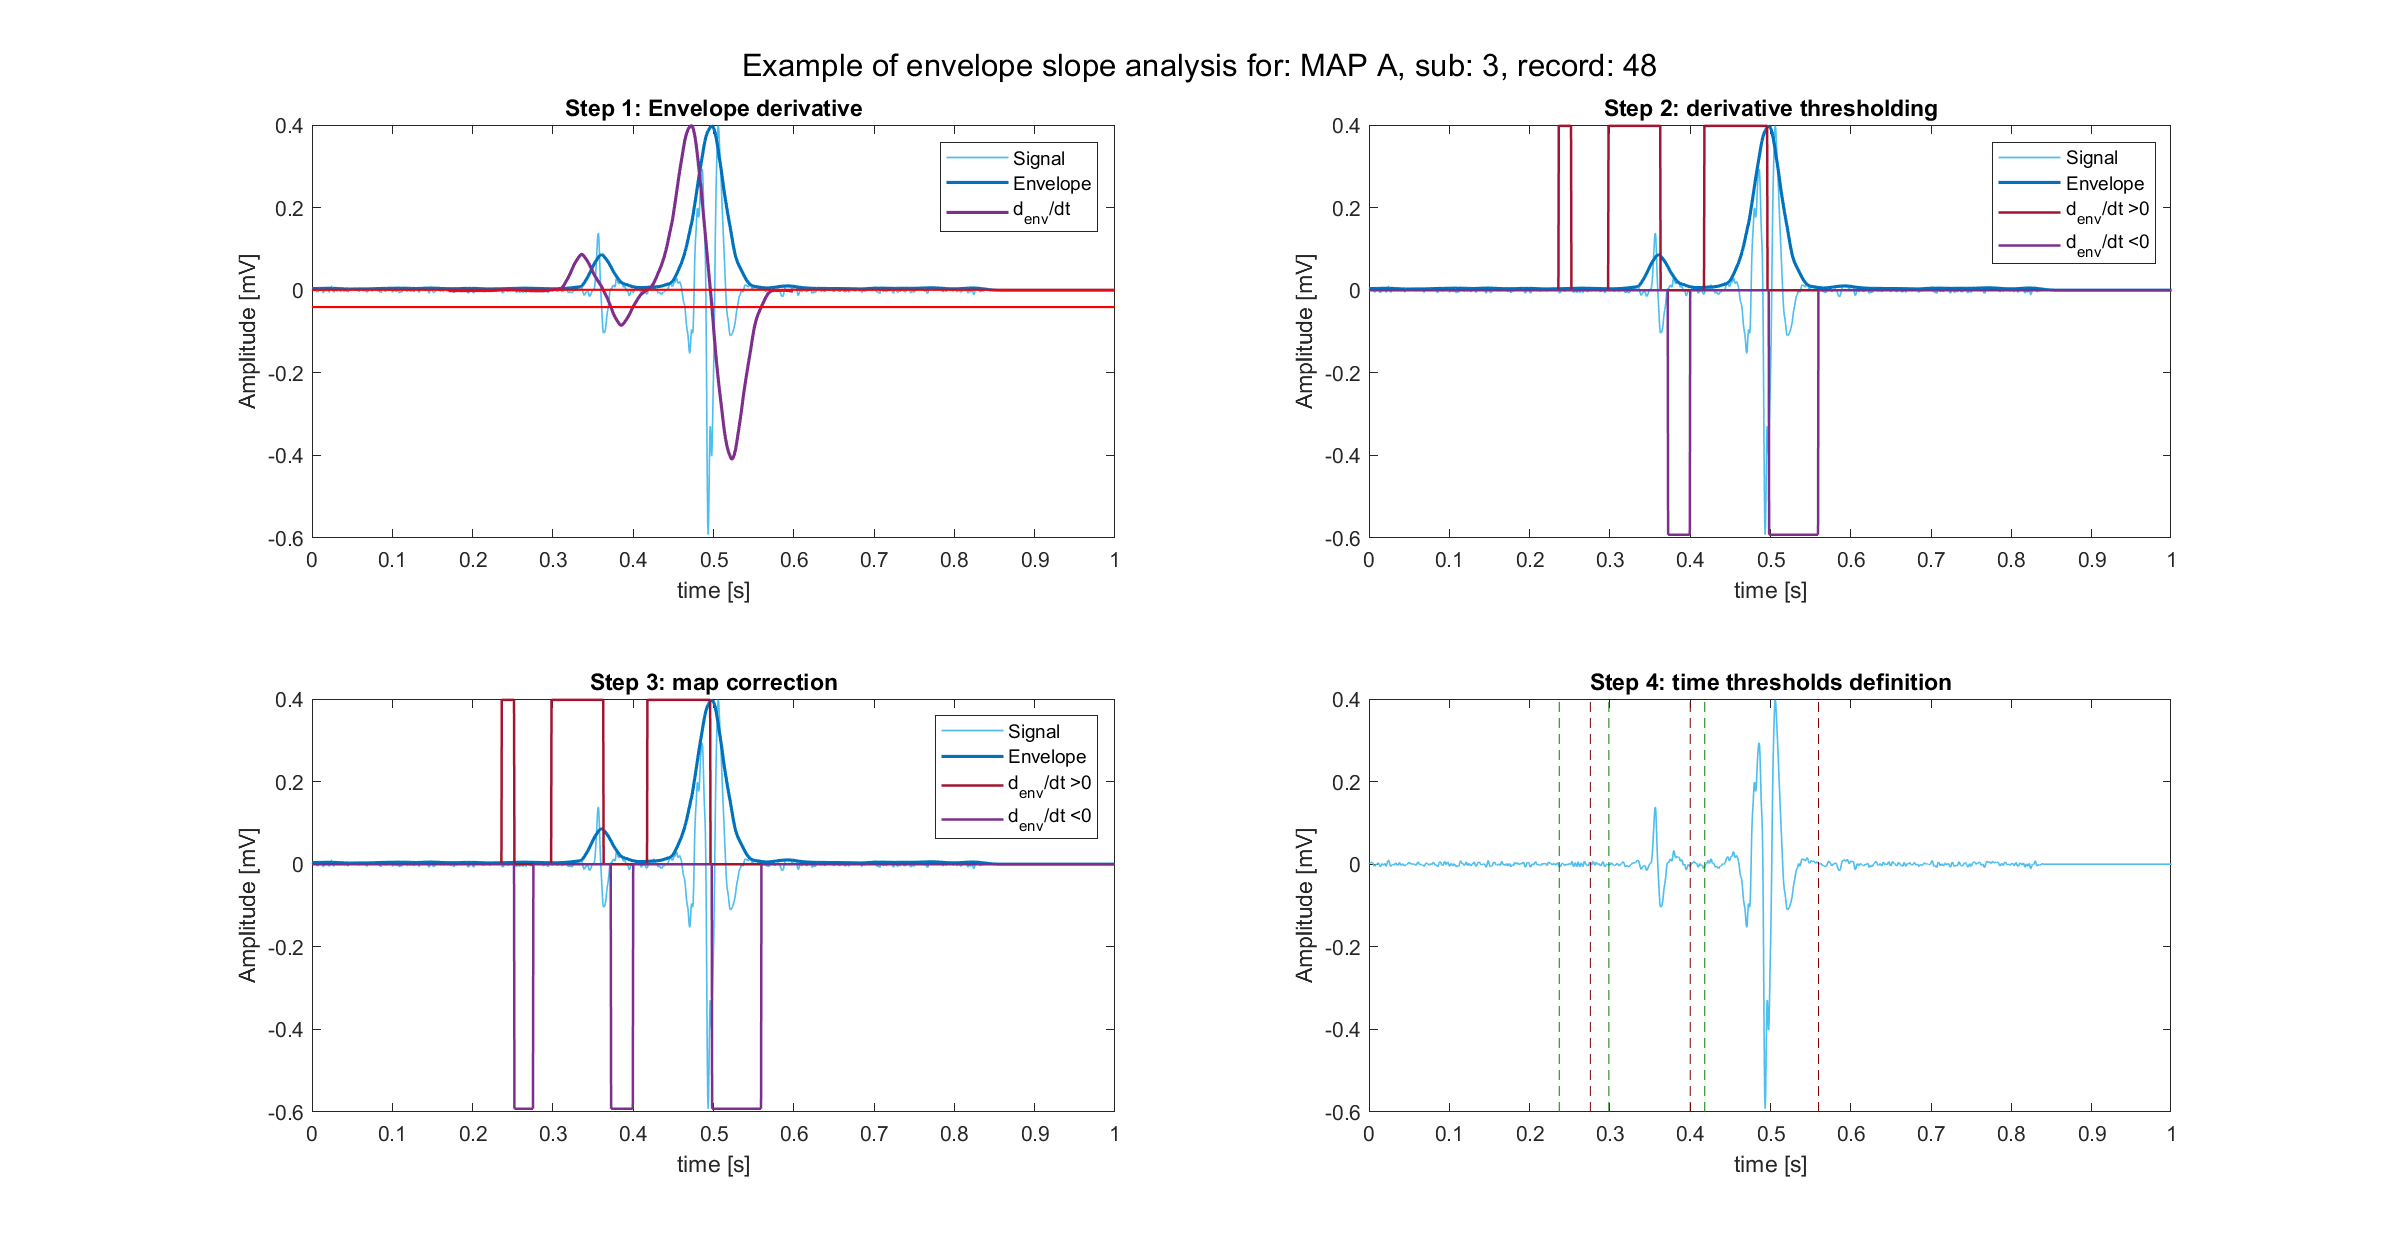 Example of envelope slope analysis for: MAP A, sub: 3, record: 48
Step 1: Envelope derivative
0.4
0.2
0
-0.2
-0.4
-0.6
Amplitude [mV]
0 0.1 0.2 0.3 0.4 0.5 0.6 0.7 0.8 0.9 1
time [s]
Signal
Envelope
d_env/dt
Step 2: derivative thresholding
0.4
0.2
0
-0.2
-0.4
-0.6
Amplitude [mV]
0 0.1 0.2 0.3 0.4 0.5 0.6 0.7 0.8 0.9 1
time [s]
Signal
Envelope
d_env/dt >0
d_env/dt <0
Step 3: map correction
0.4
0.2
0
-0.2
-0.4
-0.6
Amplitude [mV]
0 0.1 0.2 0.3 0.4 0.5 0.6 0.7 0.8 0.9 1
time [s]
Signal
Envelope
d_env/dt >0
d_env/dt <0
Step 4: time thresholds definition
0.4
0.2
0
-0.2
-0.4
-0.6
Amplitude [mV]
0 0.1 0.2 0.3 0.4 0.5 0.6 0.7 0.8 0.9 1
time [s]